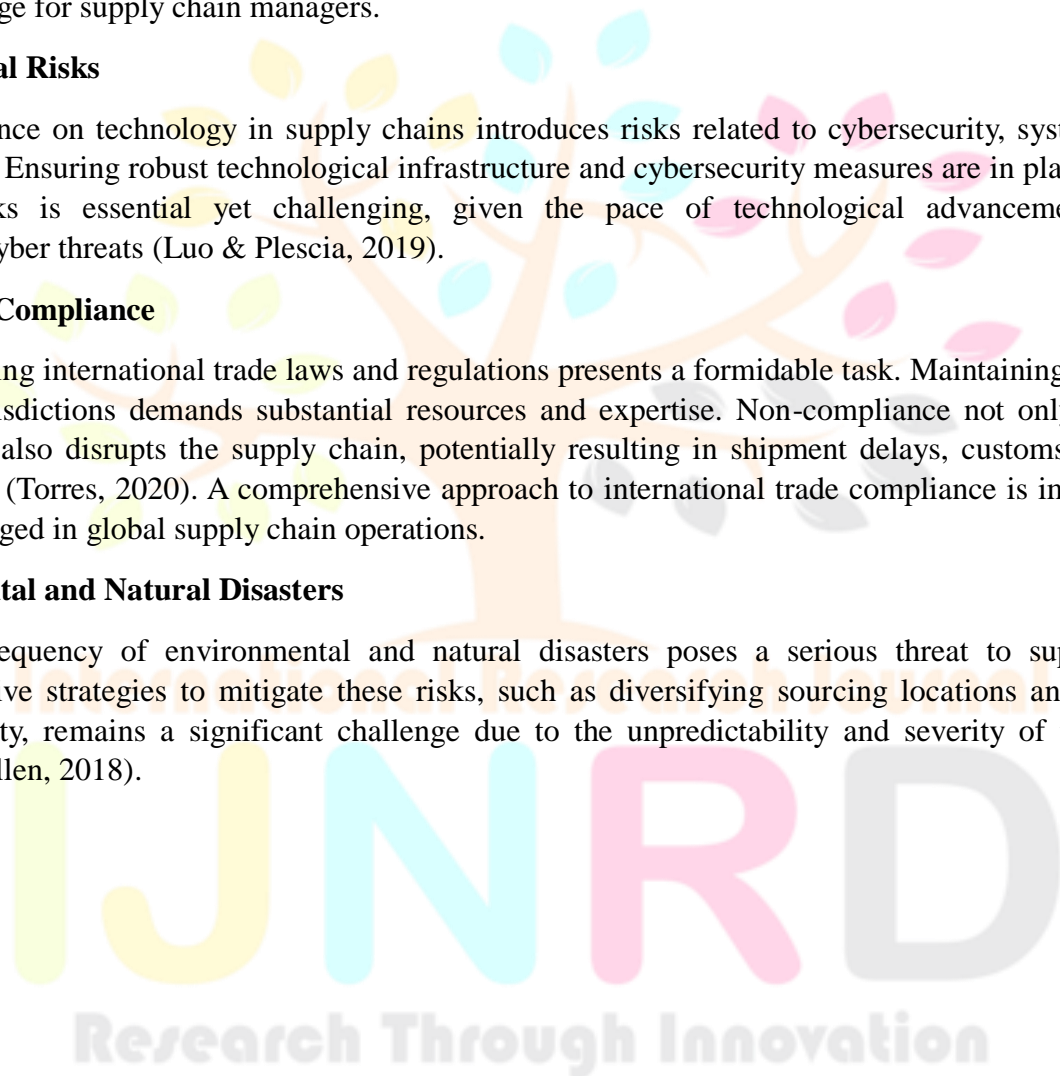 ge for supply chain managers.
al Risks
nce on technology in supply chains introduces risks related to cybersecurity, syst
Ensuring robust technological infrastructure and cybersecurity measures are in pla
ks is essential yet challenging, given the pace of technological advanceme
yber threats (Luo & Plescia, 2019).
Compliance
ing international trade laws and regulations presents a formidable task. Maintaining
isdictions demands substantial resources and expertise. Non-compliance not onl
also disrupts the supply chain, potentially resulting in shipment delays, customs
(Torres, 2020). A comprehensive approach to international trade compliance is in
ged in global supply chain operations.
tal and Natural Disasters
equency of environmental and natural disasters poses a serious threat to sup
ive strategies to mitigate these risks, such as diversifying sourcing locations an
ty, remains a significant challenge due to the unpredictability and severity of
llen, 2018).
International Research Journal
IJNRD
Research Through Innovation